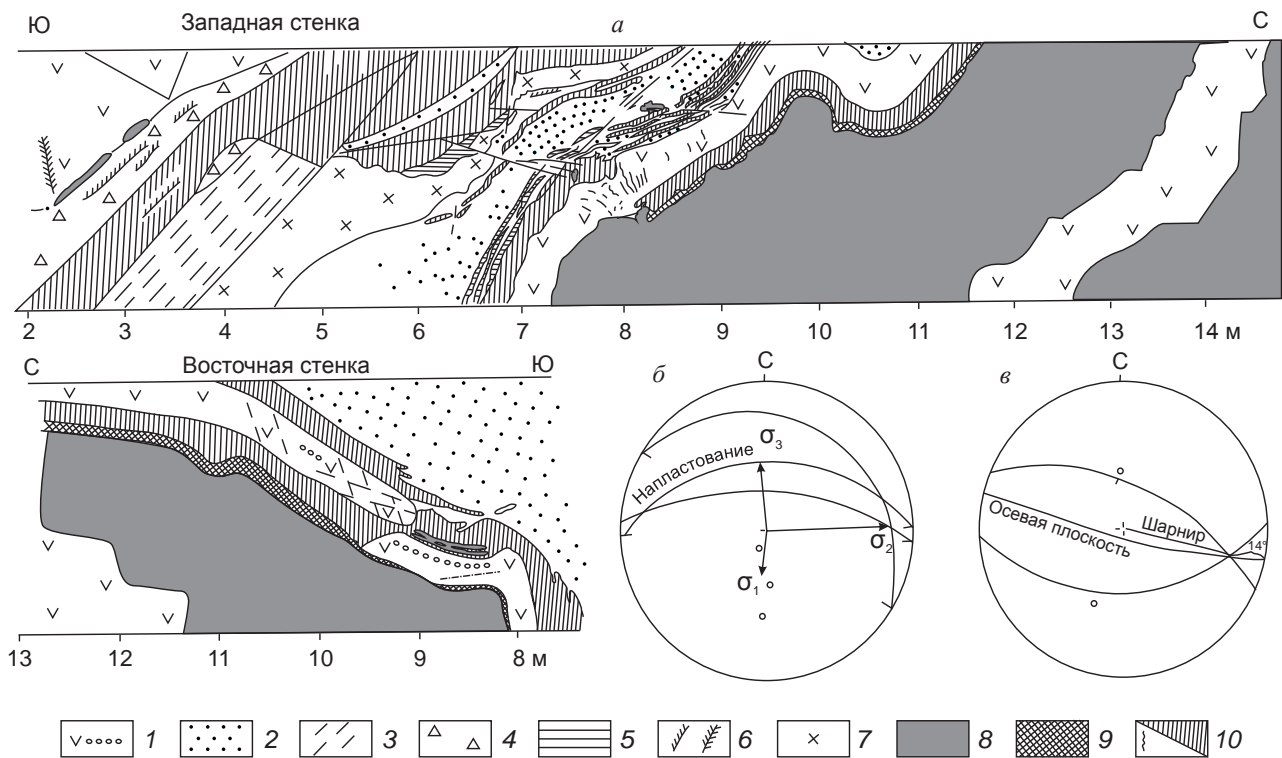 Ю Западная стенка а С
2 3 4 5 6 7 8 9 10 11 12 13 14 м
С Восточная стенка Ю
13 12 11 10 9 8 м
б С
Напластование
σ3
σ2
σ1
в С
Осевая плоскость
Шарнир
14°
1 2 3 4 5 6 7 8 9 10